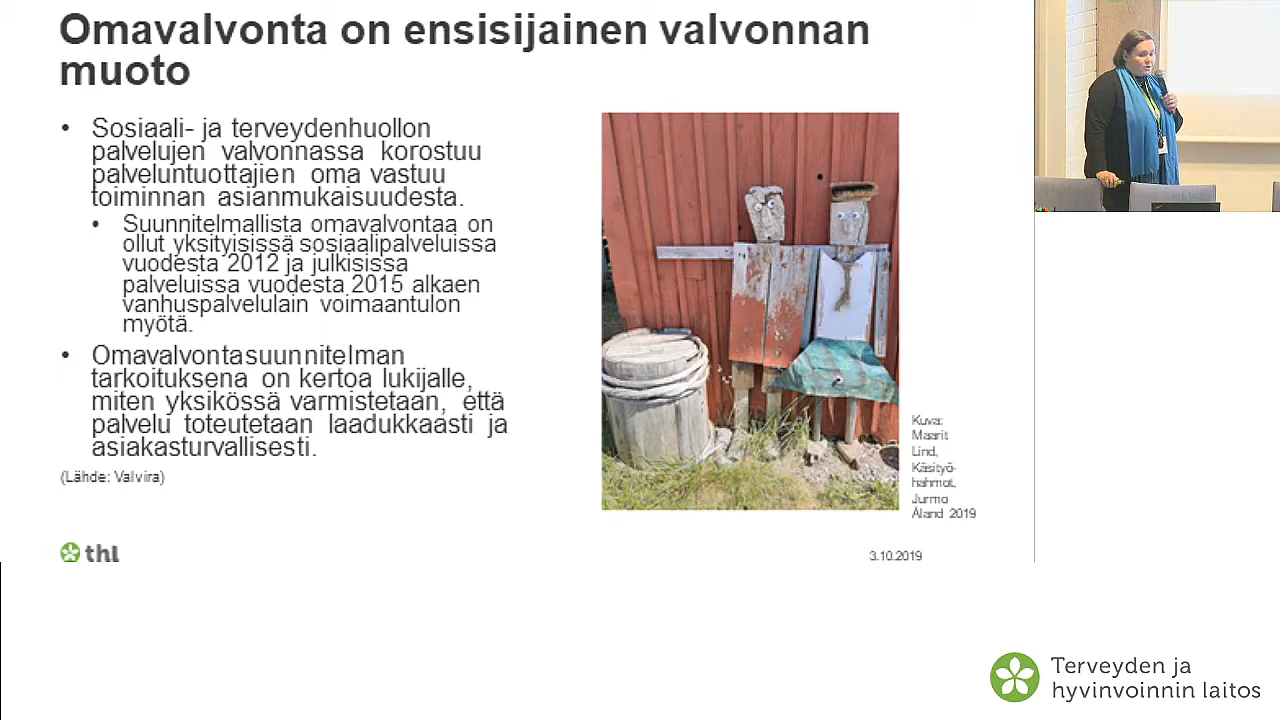 Omavalvonta on ensisijainen valvonnan
muoto
• Sosiaali- ja terveydenhuollon
palvelujen valvonnassa korostuu
palveluntuottajien oma vastuu
toiminnan asianmukaisuudesta.
• Suunnitelmallista omavalvontaa on
ollut yksityisissä sosiaalipalveluissa
vuodesta 2012 ja julkisissa
palveluissa vuodesta 2015 alkaen
vanhuspalvelulain voimaantulon
myötä.
• Omavalvontasuunnitelman
tarkoituksena on kertoa lukijalle,
miten yksikössä varmistetaan, että
palvelu toteutetaan laadukkaasti ja
asiakasturvallisesti.
(Lähde: Valvira)
Kuva:
Maarit
Lind,
Käsityö-
hahmot,
Jurmo
Åland 2019
thl
3.10.2019
Terveyden ja
hyvinvoinnin laitos